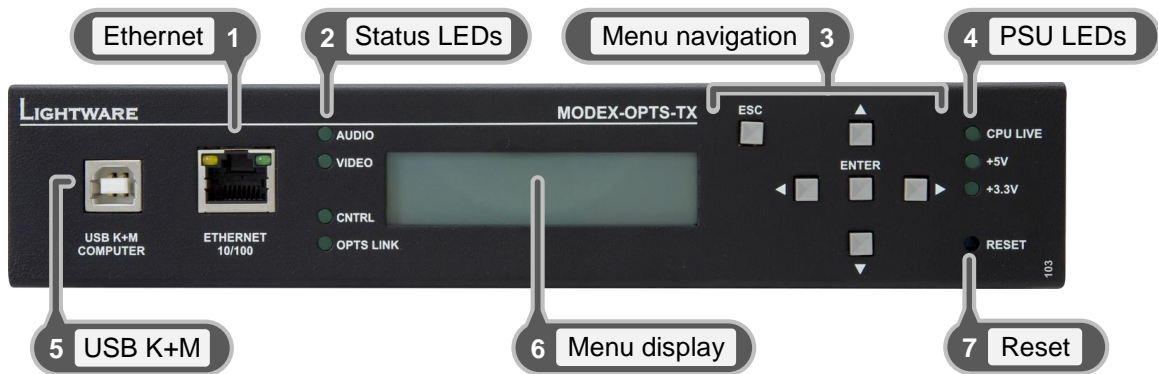 Ethernet 1
2 Status LEDs
Menu navigation 3
4 PSU LEDs
LIGHTWARE
MODEX-OPTS-TX
ESC
AUDIO
CPU LIVE
VIDEO
ENTER
+5V
+3.3V
CNTRL
USB K+M
COMPUTER
ETHERNET
10/100
OPTS LINK
RESET
103
5 USB K+M
6 Menu display
7 Reset